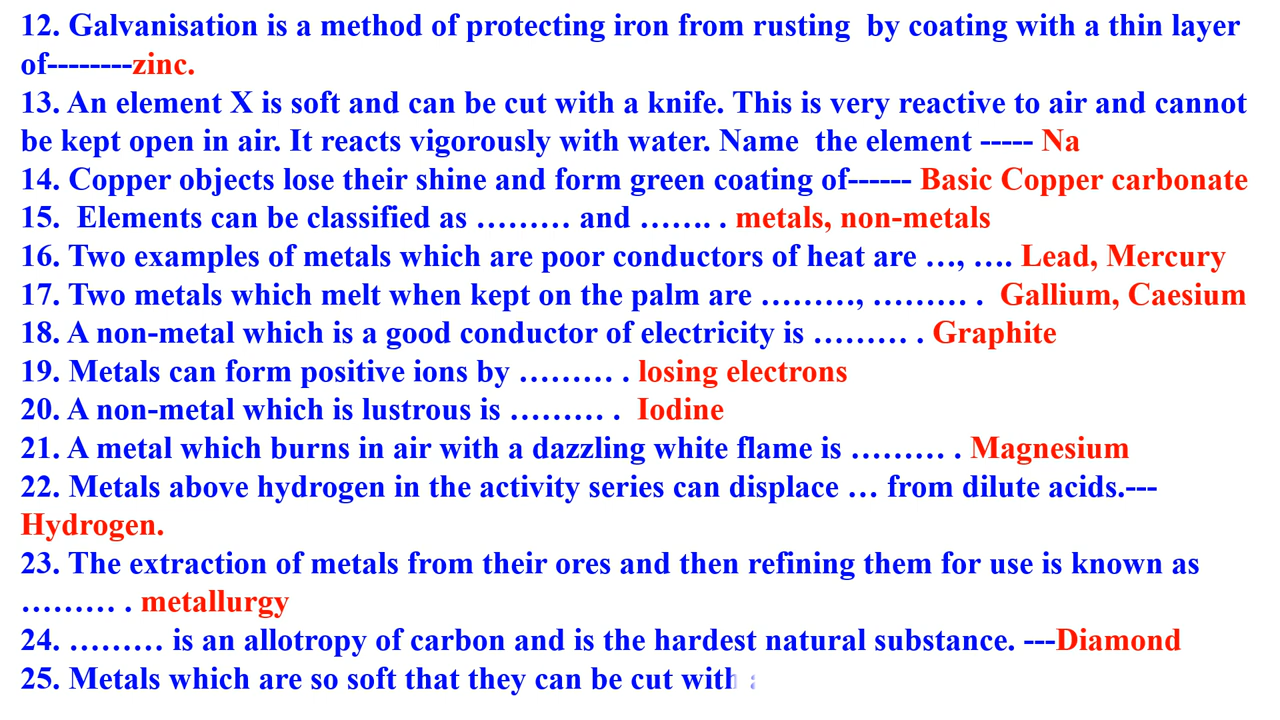 12. Galvanisation is a method of protecting iron from rusting by coating with a thin layer
of--------zinc.
13. An element X is soft and can be cut with a knife. This is very reactive to air and cannot
be kept open in air. It reacts vigorously with water. Name the element ----- Na
14. Copper objects lose their shine and form green coating of------ Basic Copper carbonate
15. Elements can be classified as ……… and ……. . metals, non-metals
16. Two examples of metals which are poor conductors of heat are …, …. Lead, Mercury
17. Two metals which melt when kept on the palm are ………, ……… . Gallium, Caesium
18. A non-metal which is a good conductor of electricity is ……… . Graphite
19. Metals can form positive ions by ……… . losing electrons
20. A non-metal which is lustrous is ……… . Iodine
21. A metal which burns in air with a dazzling white flame is ……… . Magnesium
22. Metals above hydrogen in the activity series can displace … from dilute acids.---
Hydrogen.
23. The extraction of metals from their ores and then refining them for use is known as
……… . metallurgy
24. ……… is an allotropy of carbon and is the hardest natural substance. ---Diamond
25. Metals which are so soft that they can be cut with